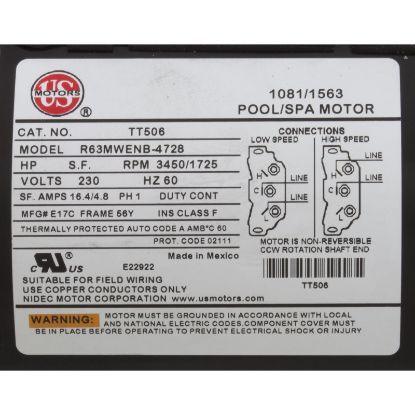 US
MOTORS
®
1081/1563
POOL/SPA MOTOR
CAT. NO. TT506
MODEL R63MWENB-4728
HP S.F. RPM 3450/1725
VOLTS 230 HZ 60
SF. AMPS 16.4/4.8 PH 1 DUTY CONT
MFG# E17C FRAME 56Y INS CLASS F
THERMALLY PROTECTED AUTO CODE A AMB°C 60
PROT. CODE 02111
CONNECTIONS
LOW SPEED HIGH SPEED
LINE LINE
H H
C C
L L
LINE LINE
MOTOR IS NON-REVERSIBLE
CCW ROTATION SHAFT END
TT506
Made in Mexico
C US E22922
SUITABLE FOR FIELD WIRING
USE COPPER CONDUCTORS ONLY
NIDEC MOTOR CORPORATION www.usmotors.com
WARNING: MOTOR MUST BE GROUNDED IN ACCORDANCE WITH LOCAL
AND NATIONAL ELECTRIC CODES.COMPONENT COVER MUST
BE IN PLACE BEFORE OPERATING TO PREVENT ELECTRICAL SHOCK OR INJURY